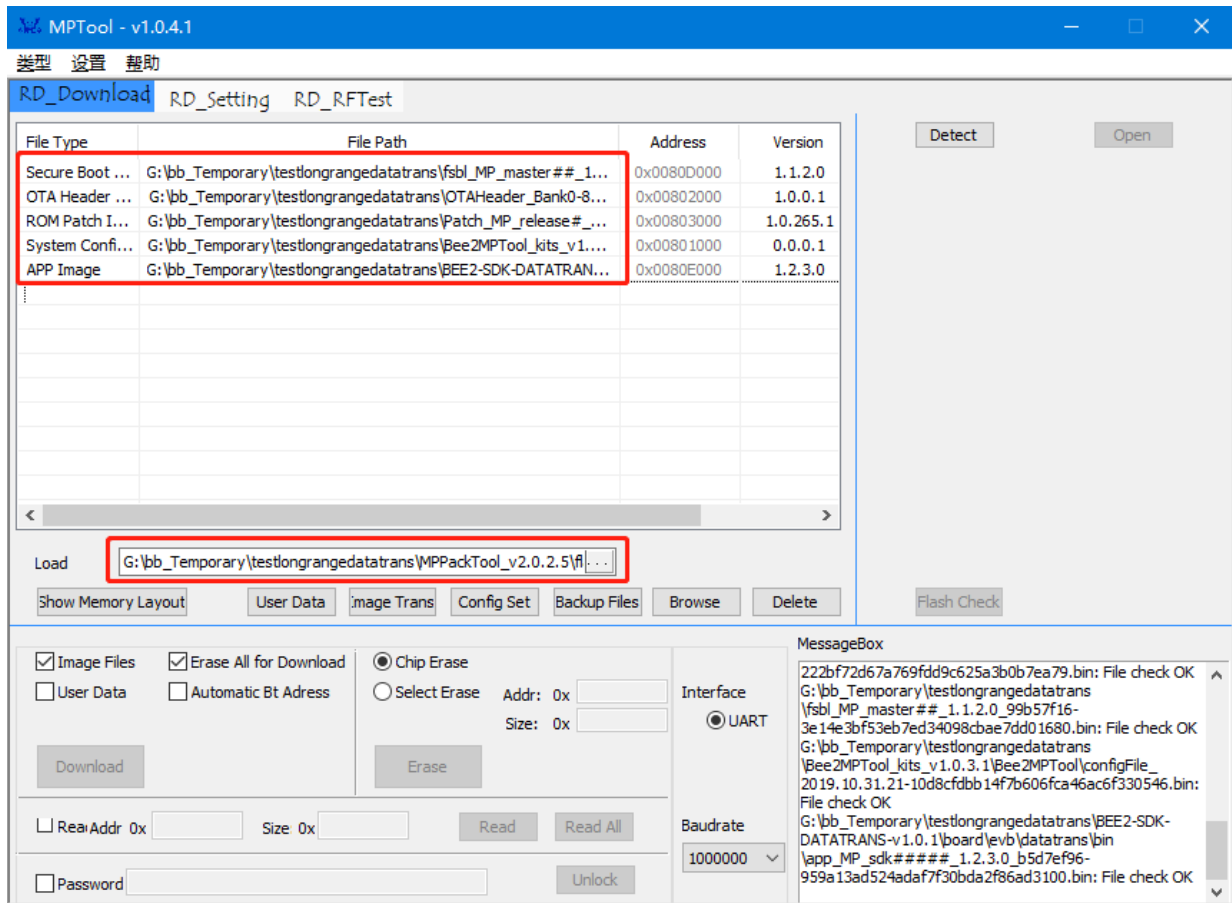 MPTool - v1.0.4.1
类型 设置 帮助
RD_Download RD_Setting RD_RFTest
File Type File Path Address Version
Secure Boot ... G:\bb_Temporary\testlongrangedatatrans\fsbl_MP_master##_1... 0x0080D000 1.1.2.0
OTA Header ... G:\bb_Temporary\testlongrangedatatrans\OTAHeader_Bank0-8... 0x00802000 1.0.0.1
ROM Patch I... G:\bb_Temporary\testlongrangedatatrans\Patch_MP_release#_... 0x00803000 1.0.265.1
System Confi... G:\bb_Temporary\testlongrangedatatrans\Bee2MPTool_kits_v1.... 0x00801000 0.0.0.1
APP Image G:\bb_Temporary\testlongrangedatatrans\BEE2-SDK-DATATRAN... 0x0080E000 1.2.3.0
Detect Open
Load G:\bb_Temporary\testlongrangedatatrans\MPPackTool_v2.0.2.5\fl ...
Show Memory Layout User Data Image Trans Config Set Backup Files Browse Delete Flash Check
Image Files Erase All for Download Chip Erase
User Data Automatic Bt Adress Select Erase Addr: 0x
Size: 0x
Download Erase
Rea Addr 0x Size 0x Read Read All
Password Unlock
Interface
UART
Baudrate
1000000
MessageBox
222bf72d67a769fdd9c625a3b0b7ea79.bin: File check OK
G:\bb_Temporary\testlongrangedatatrans
\fsbl_MP_master##_1.1.2.0_99b57f16-
3e14e3bf53eb7ed34098cbae7dd01680.bin: File check OK
G:\bb_Temporary\testlongrangedatatrans
\Bee2MPTool_kits_v1.0.3.1\Bee2MPTool\configFile_
2019.10.31.21-10d8cfdbb14f7b606fca46ac6f330546.bin:
File check OK
G:\bb_Temporary\testlongrangedatatrans\BEE2-SDK-
DATATRANS-v1.0.1\board\evb\datatrans\bin
\app_MP_sdk#####_1.2.3.0_b5d7ef96-
959a13ad524adaf7f30bda2f86ad3100.bin: File check OK